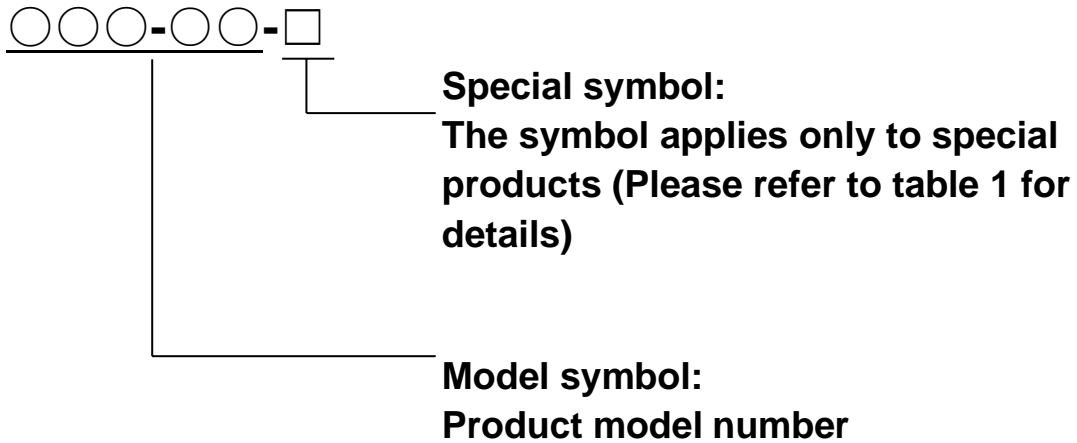 ○○○-○○-□
Special symbol:
The symbol applies only to special
products (Please refer to table 1 for
details)
Model symbol:
Product model number